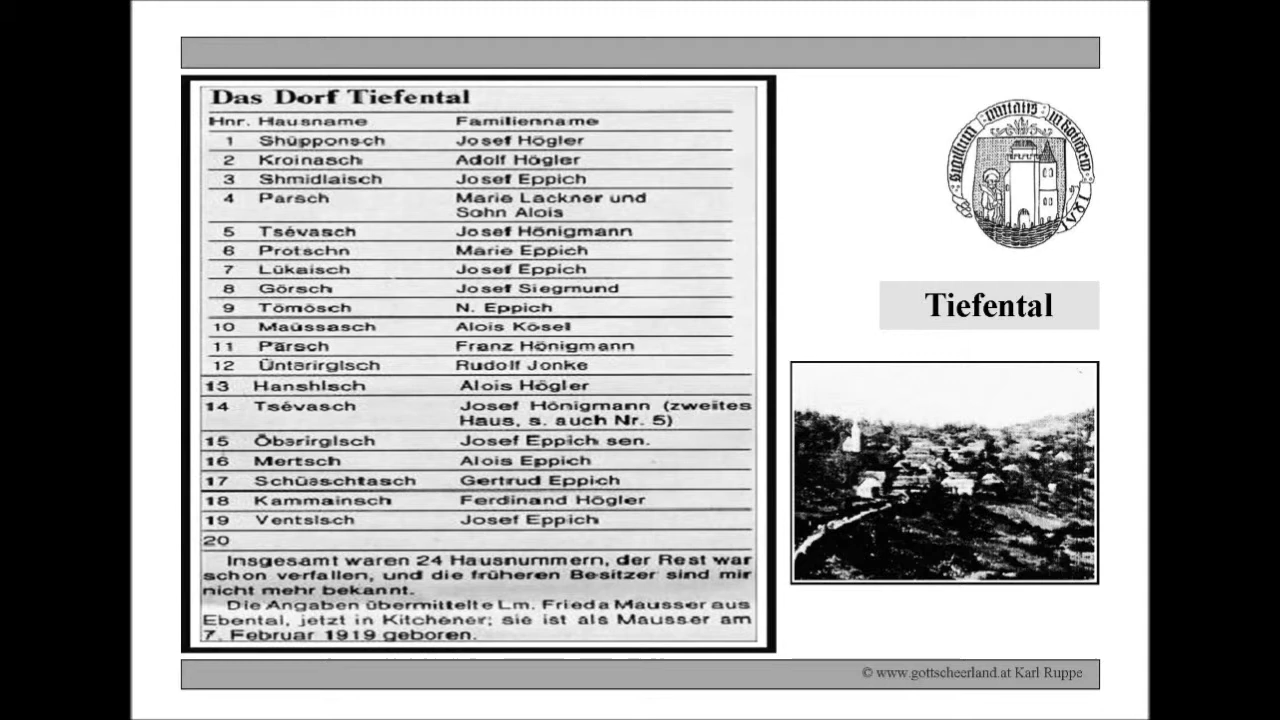 Das Dorf Tiefental
Hnr. Hausname Familienname
1 Shüpponsch Josef Högler
2 Kroinasch Adolf Högler
3 Shmidlaisch Josef Eppich
4 Parsch Marie Lackner und
Sohn Alois
5 Tsévasch Josef Hönigmann
6 Protschn Marie Eppich
7 Lükaisch Josef Eppich
8 Görsch Josef Siegmund
9 Tömösch N. Eppich
10 Maüssasch Alois Kösel
11 Pärsch Franz Hönigmann
12 Üntərirglsch Rudolf Jonke
13 Hanshlsch Alois Högler
14 Tsévasch Josef Hönigmann (zweites
Haus, s. auch Nr. 5)
15 Öbərirglsch Josef Eppich sen.
16 Mertsch Alois Eppich
17 Schüəschtasch Gertrud Eppich
18 Kammainsch Ferdinand Högler
19 Ventslsch Josef Eppich
20
Insgesamt waren 24 Hausnummern, der Rest war
schon verfallen, und die früheren Besitzer sind mir
nicht mehr bekannt.
Die Angaben übermittelte Lm. Frieda Mausser aus
Ebental, jetzt in Kitchener; sie ist als Mausser am
7. Februar 1919 geboren.
Tiefental
© www.gottscheerland.at Karl Ruppe